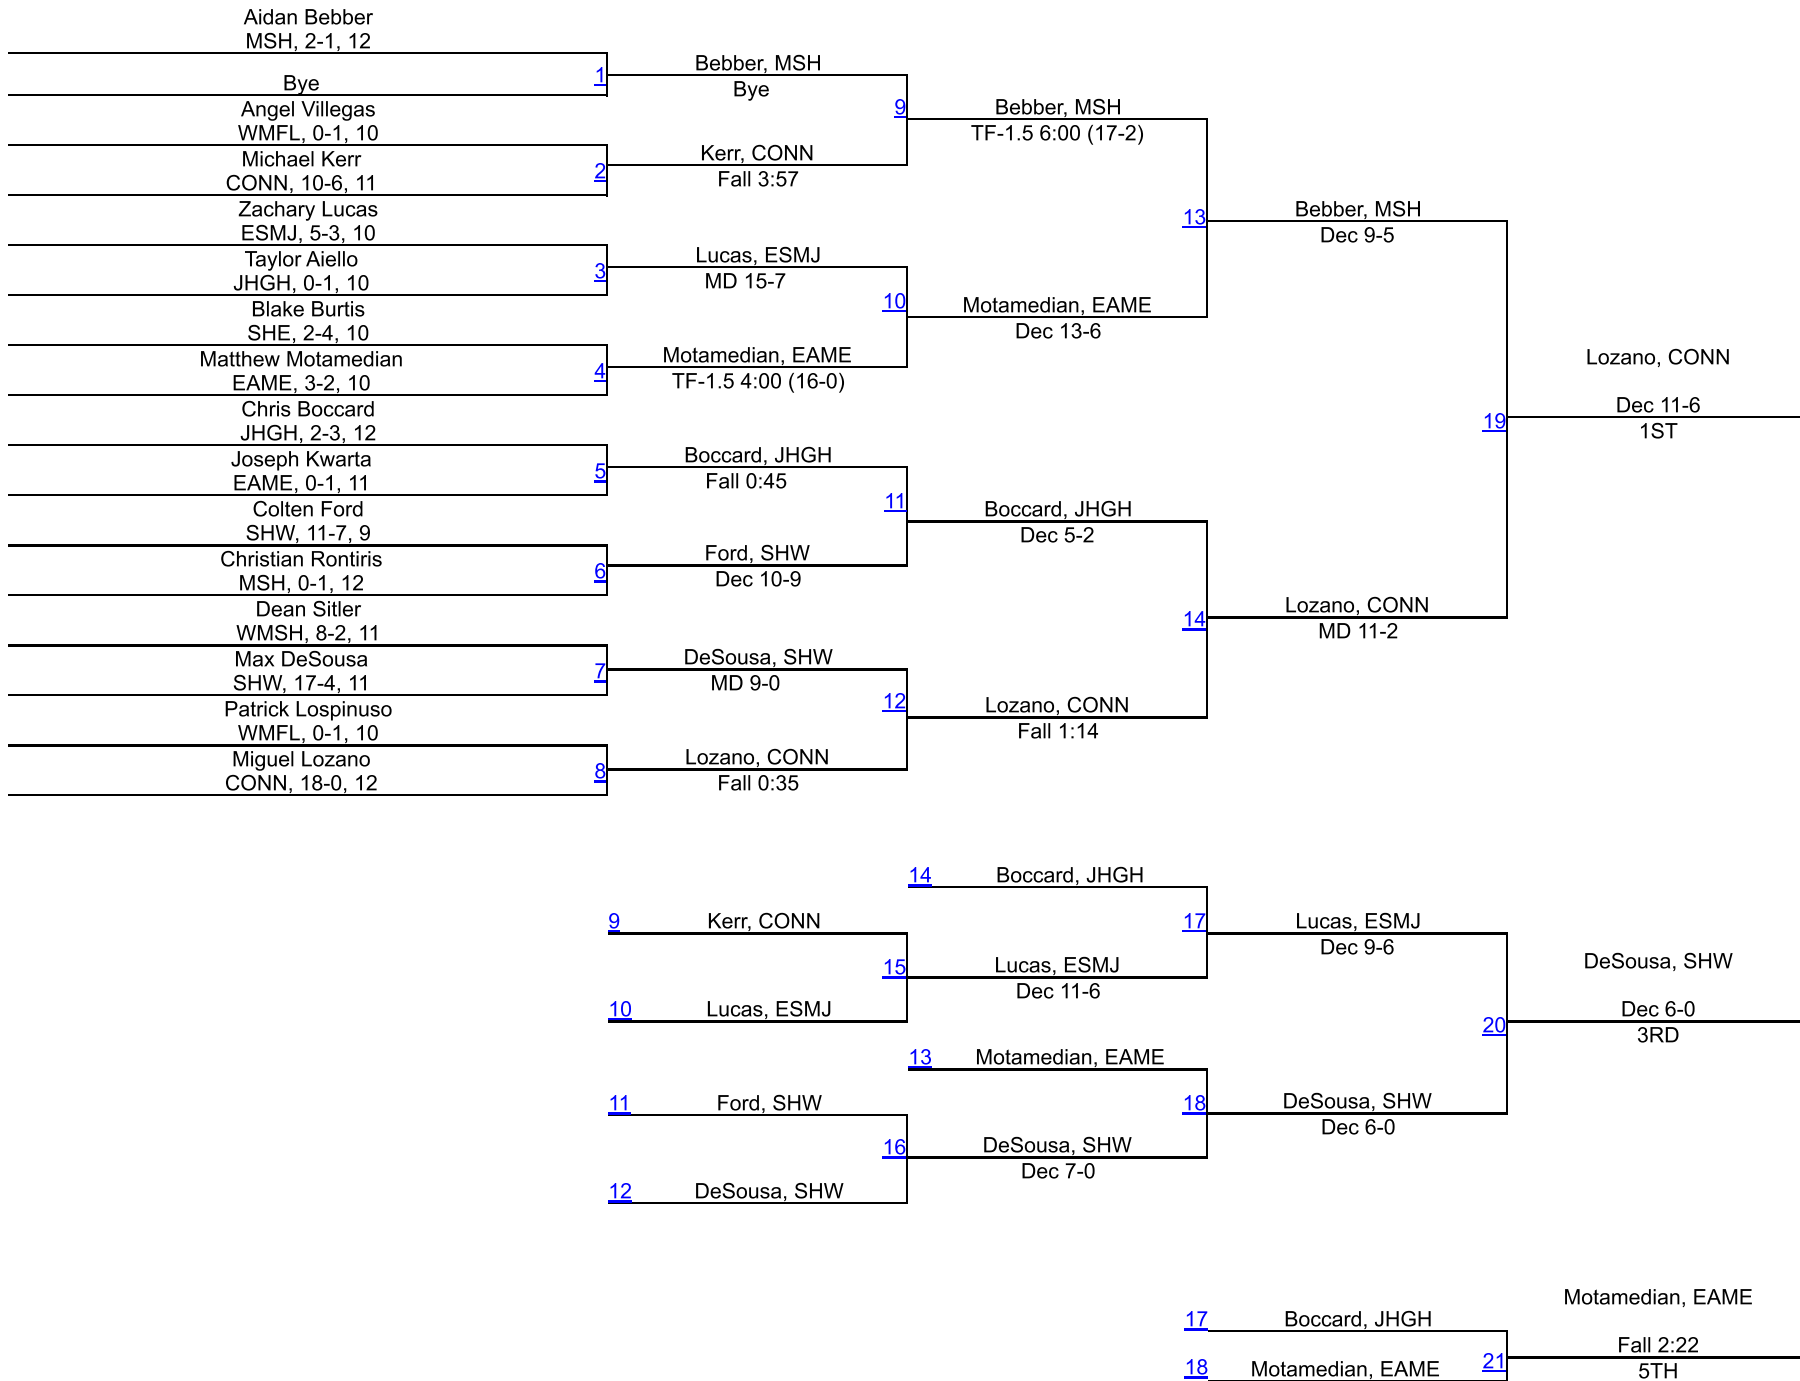 Aidan Bebber
MSH, 2-1, 12
Bye
1
Angel Villegas
WMFL, 0-1, 10
Michael Kerr
CONN, 10-6, 11
2
Zachary Lucas
ESMJ, 5-3, 10
Taylor Aiello
JHGH, 0-1, 10
3
Blake Burtis
SHE, 2-4, 10
Matthew Motamedian
EAME, 3-2, 10
4
Chris Boccard
JHGH, 2-3, 12
Joseph Kwarta
EAME, 0-1, 11
5
Colten Ford
SHW, 11-7, 9
Christian Rontiris
MSH, 0-1, 12
6
Dean Sitler
WMSH, 8-2, 11
Max DeSousa
SHW, 17-4, 11
7
Patrick Lospinuso
WMFL, 0-1, 10
Miguel Lozano
CONN, 18-0, 12
8
Bebber, MSH
Bye
9
Kerr, CONN
Fall 3:57
Lucas, ESMJ
MD 15-7
10
Motamedian, EAME
TF-1.5 4:00 (16-0)
Boccard, JHGH
Fall 0:45
11
Ford, SHW
Dec 10-9
DeSousa, SHW
MD 9-0
12
Lozano, CONN
Fall 0:35
Bebber, MSH
TF-1.5 6:00 (17-2)
13
Motamedian, EAME
Dec 13-6
Boccard, JHGH
Dec 5-2
14
Lozano, CONN
Fall 1:14
Bebber, MSH
Dec 9-5
19
Lozano, CONN
MD 11-2
Lozano, CONN
Dec 11-6
1ST
9 Kerr, CONN
15
10 Lucas, ESMJ
11 Ford, SHW
16
12 DeSousa, SHW
14 Boccard, JHGH
17
Lucas, ESMJ
Dec 11-6
13 Motamedian, EAME
18
DeSousa, SHW
Dec 7-0
Lucas, ESMJ
Dec 9-6
20
DeSousa, SHW
Dec 6-0
DeSousa, SHW
Dec 6-0
3RD
17 Boccard, JHGH
18 Motamedian, EAME
21
Motamedian, EAME
Fall 2:22
5TH